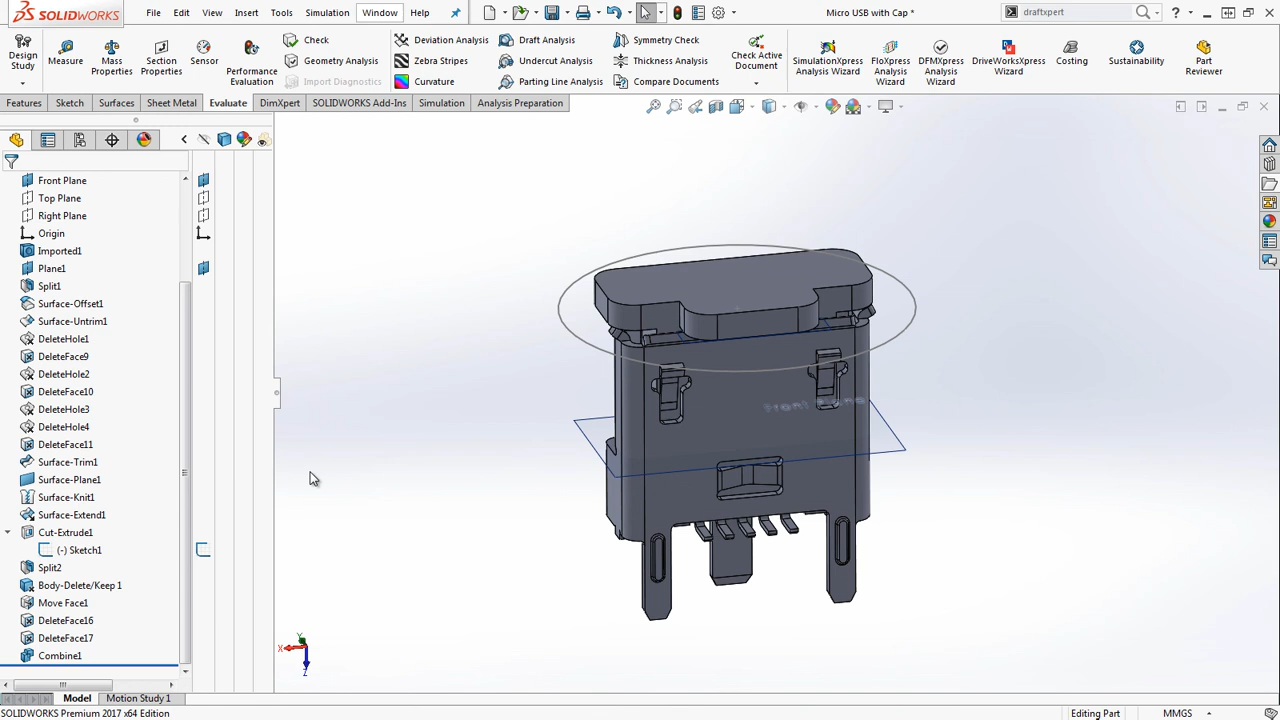 SOLIDWORKS File Edit View Insert Tools Simulation Window Help Micro USB with Cap * draftxpert ?
Design Study
Measure
Mass Properties
Section Properties
Sensor
Performance Evaluation
Check
Geometry Analysis
Import Diagnostics
Deviation Analysis
Zebra Stripes
Curvature
Draft Analysis
Undercut Analysis
Parting Line Analysis
Symmetry Check
Thickness Analysis
Compare Documents
Check Active Document
SimulationXpress Analysis Wizard
FloXpress Analysis Wizard
DFMXpress Analysis Wizard
DriveWorksXpress Wizard
Costing
Sustainability
Part Reviewer
Features Sketch Surfaces Sheet Metal Evaluate DimXpert SOLIDWORKS Add-Ins Simulation Analysis Preparation
Front Plane
Top Plane
Right Plane
Origin
Imported1
Plane1
Split1
Surface-Offset1
Surface-Untrim1
DeleteHole1
DeleteFace9
DeleteHole2
DeleteFace10
DeleteHole3
DeleteHole4
DeleteFace11
Surface-Trim1
Surface-Plane1
Surface-Knit1
Surface-Extend1
Cut-Extrude1
(-) Sketch1
Split2
Body-Delete/Keep 1
Move Face1
DeleteFace16
DeleteFace17
Combine1
Front Plane
X Y Z
Model Motion Study 1
SOLIDWORKS Premium 2017 x64 Edition Editing Part MMGS